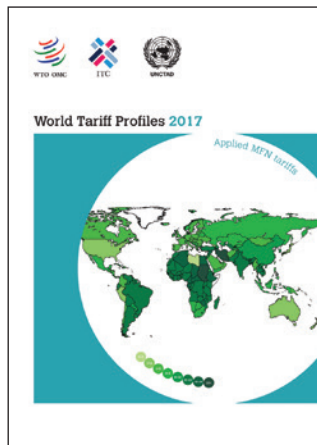 WTO OMC
ITC
UNCTAD
World Tariff Profiles 2017
Applied MFN tariffs